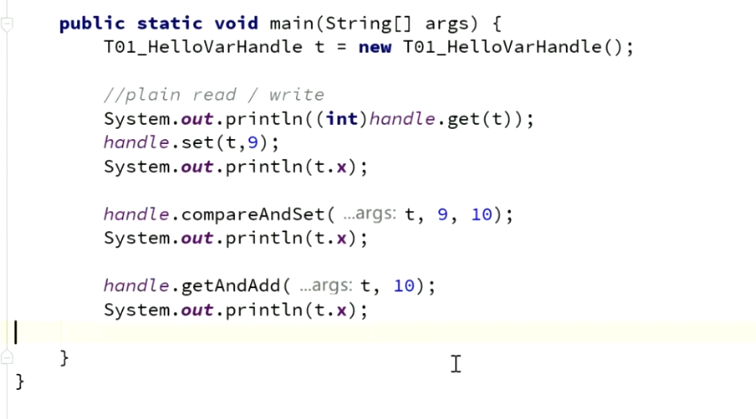 public static void main(String[] args) {
T01_HelloVarHandle t = new T01_HelloVarHandle();
//plain read / write
System.out.println((int)handle.get(t));
handle.set(t,9);
System.out.println(t.x);
handle.compareAndSet( ...args: t, 9, 10);
System.out.println(t.x);
handle.getAndAdd( ...args: t, 10);
System.out.println(t.x);
}
}